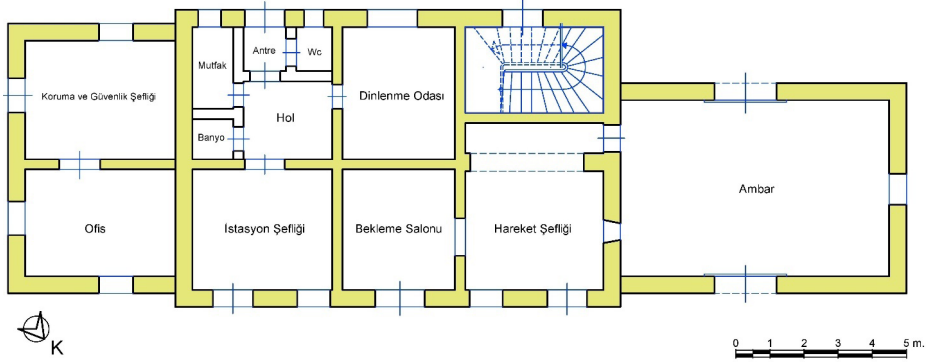 Antre
Wc
Mutfak
Koruma ve Güvenlik Şefliği
Dinlenme Odası
Hol
Banyo
Ambar
Ofis
İstasyon Şefliği
Bekleme Salonu
Hareket Şefliği
K
0 1 2 3 4 5 m.